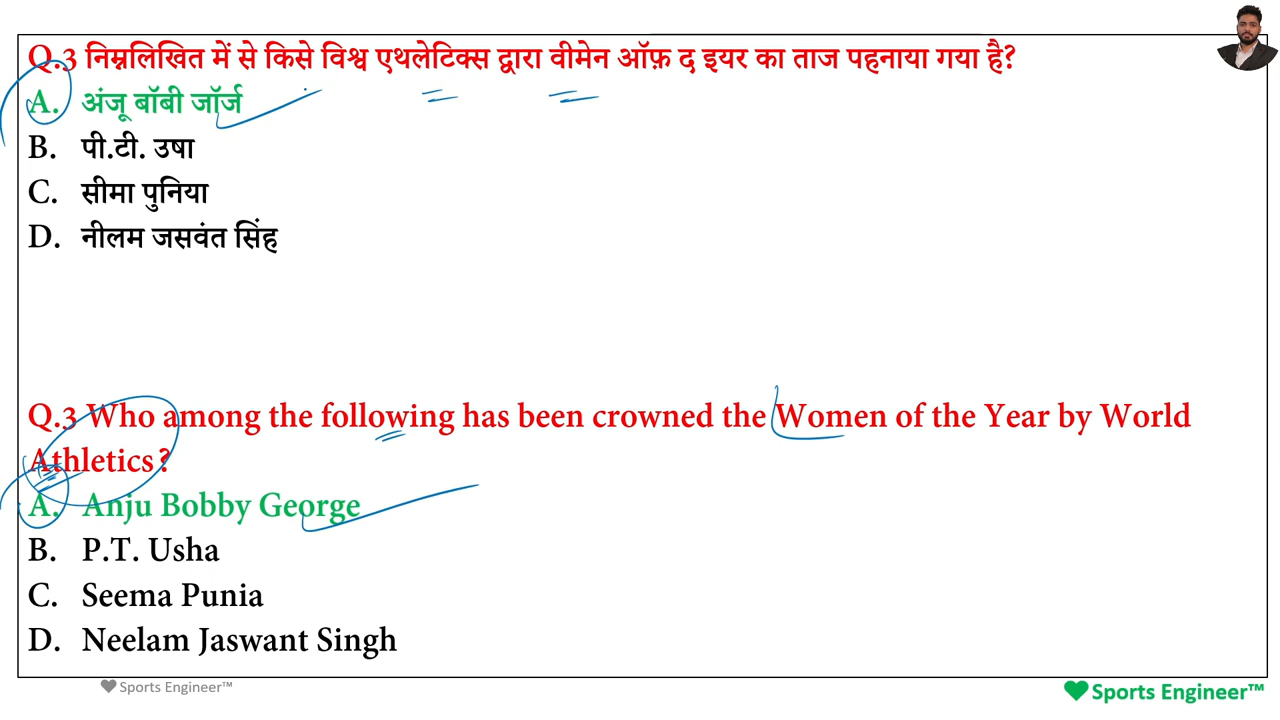 Q.3 निम्नलिखित में से किसे विश्व एथलेटिक्स द्वारा वीमेन ऑफ़ द इयर का ताज पहनाया गया है?
A. अंजू बॉबी जॉर्ज
B. पी.टी. उषा
C. सीमा पुनिया
D. नीलम जसवंत सिंह
Q.3 Who among the following has been crowned the Women of the Year by World
Athletics?
A. Anju Bobby George
B. P.T. Usha
C. Seema Punia
D. Neelam Jaswant Singh
Sports Engineer™
Sports Engineer™